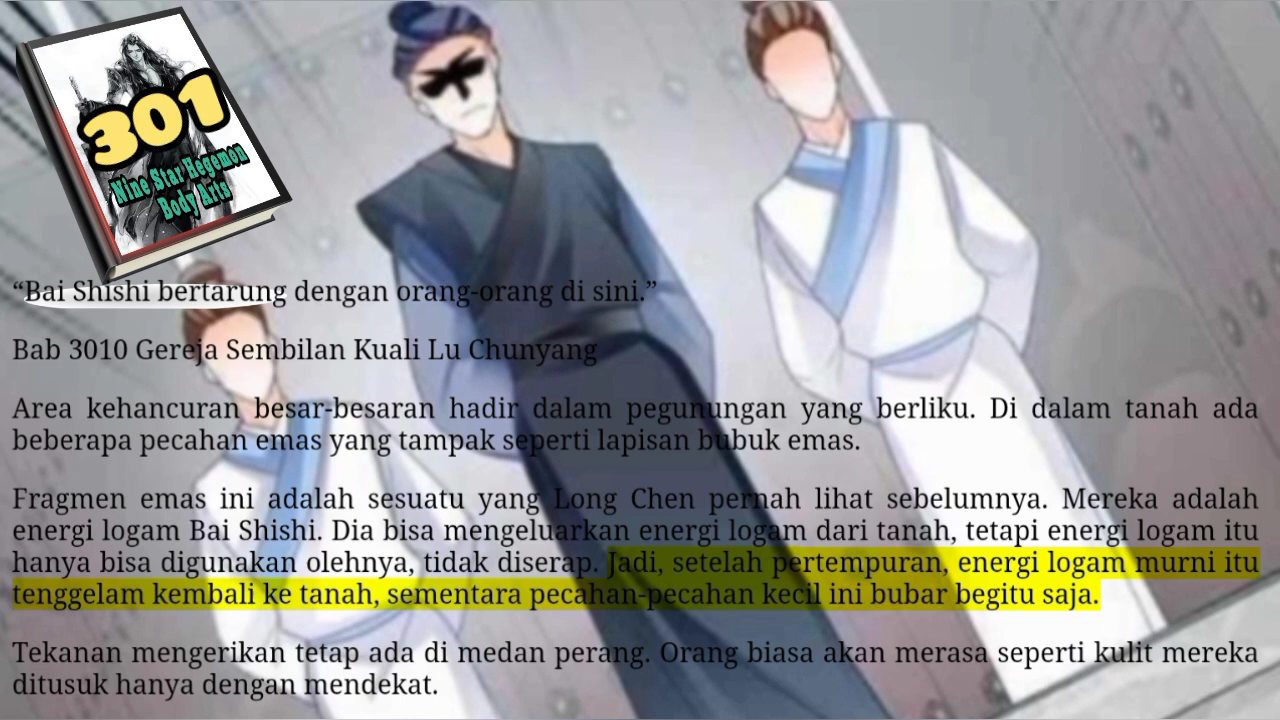 301
Nine Star Hegemon
Body Arts
“Bai Shishi bertarung dengan orang-orang di sini.”
Bab 3010 Gereja Sembilan Kuali Lu Chunyang
Area kehancuran besar-besaran hadir dalam pegunungan yang berliku. Di dalam tanah ada
beberapa pecahan emas yang tampak seperti lapisan bubuk emas.
Fragmen emas ini adalah sesuatu yang Long Chen pernah lihat sebelumnya. Mereka adalah
energi logam Bai Shishi. Dia bisa mengeluarkan energi logam dari tanah, tetapi energi logam itu
hanya bisa digunakan olehnya, tidak diserap. Jadi, setelah pertempuran, energi logam murni itu
tenggelam kembali ke tanah, sementara pecahan-pecahan kecil ini bubar begitu saja.
Tekanan mengerikan tetap ada di medan perang. Orang biasa akan merasa seperti kulit mereka
ditusuk hanya dengan mendekat.